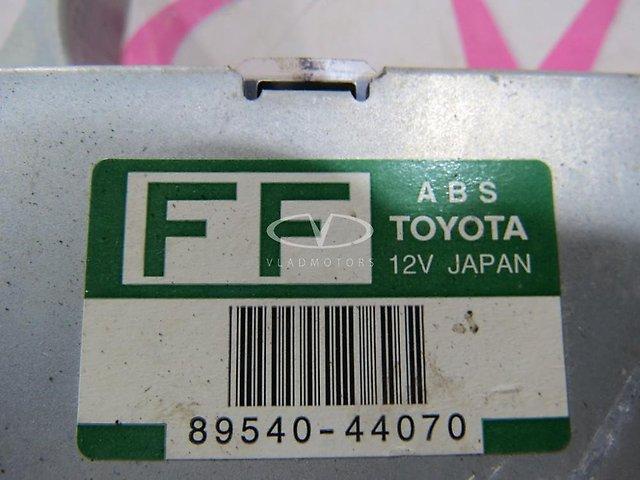 FF
ABS
TOYOTA
12V JAPAN
VLADMOTORS
89540-44070